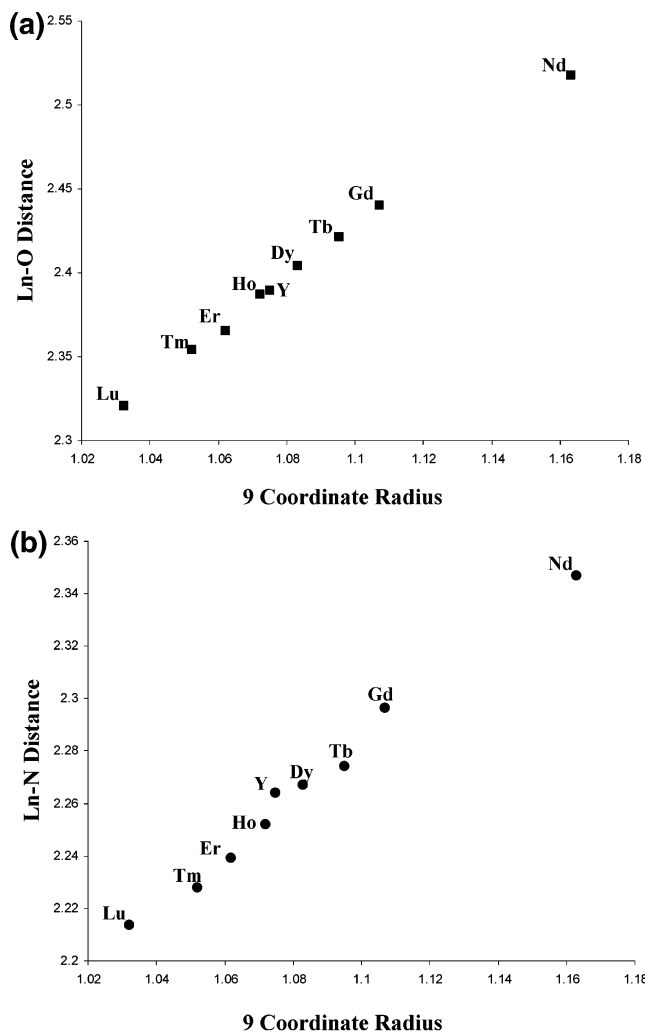 (a)
2.55
Nd
2.5
Gd
2.45
Tb
Dy
2.4
Ho Y
Er
2.35
Tm
Lu
2.3
1.02 1.04 1.06 1.08 1.1 1.12 1.14 1.16 1.18
Ln-O Distance
9 Coordinate Radius
(b)
2.36
Nd
2.34
2.32
Gd
2.3
Tb
2.28
Y Dy
2.26
Ho
Er
2.24
Tm
2.22
Lu
2.2
1.02 1.04 1.06 1.08 1.1 1.12 1.14 1.16 1.18
Ln-N Distance
9 Coordinate Radius